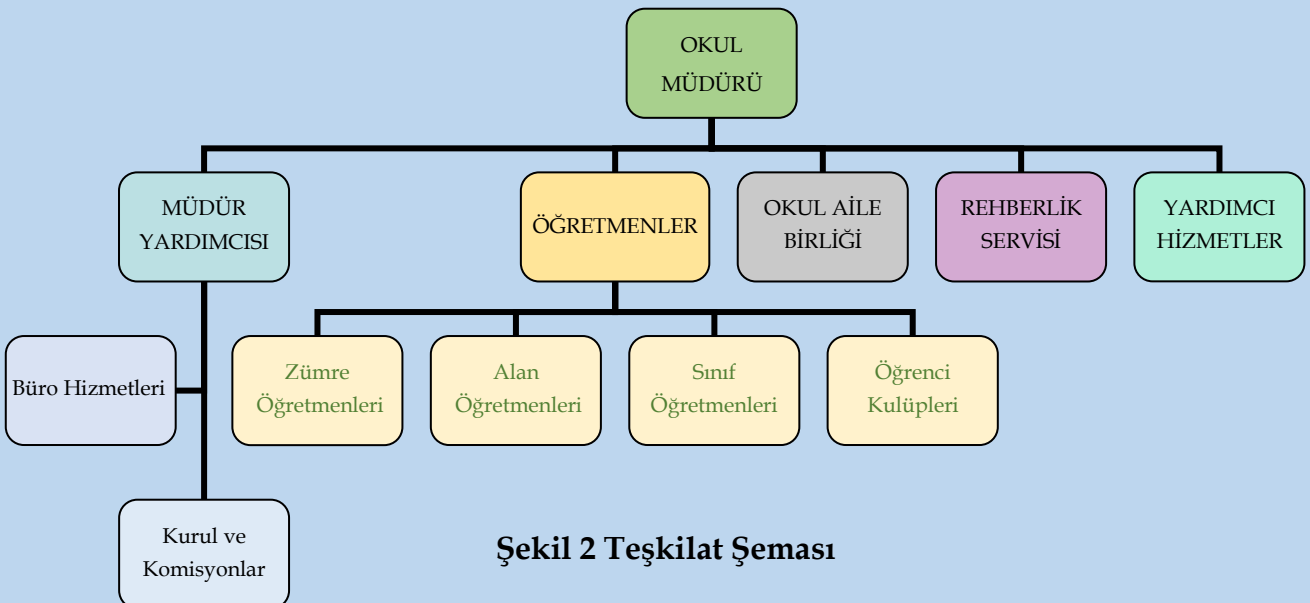 OKUL
MÜDÜRÜ
MÜDÜR
YARDIMCISI
ÖĞRETMENLER
OKUL AİLE
BİRLİĞİ
REHBERLİK
SERVİSİ
YARDIMCI
HİZMETLER
Büro Hizmetleri
Zümre
Öğretmenleri
Alan
Öğretmenleri
Sınıf
Öğretmenleri
Öğrenci
Kulüpleri
Kurul ve
Komisyonlar
Şekil 2 Teşkilat Şeması